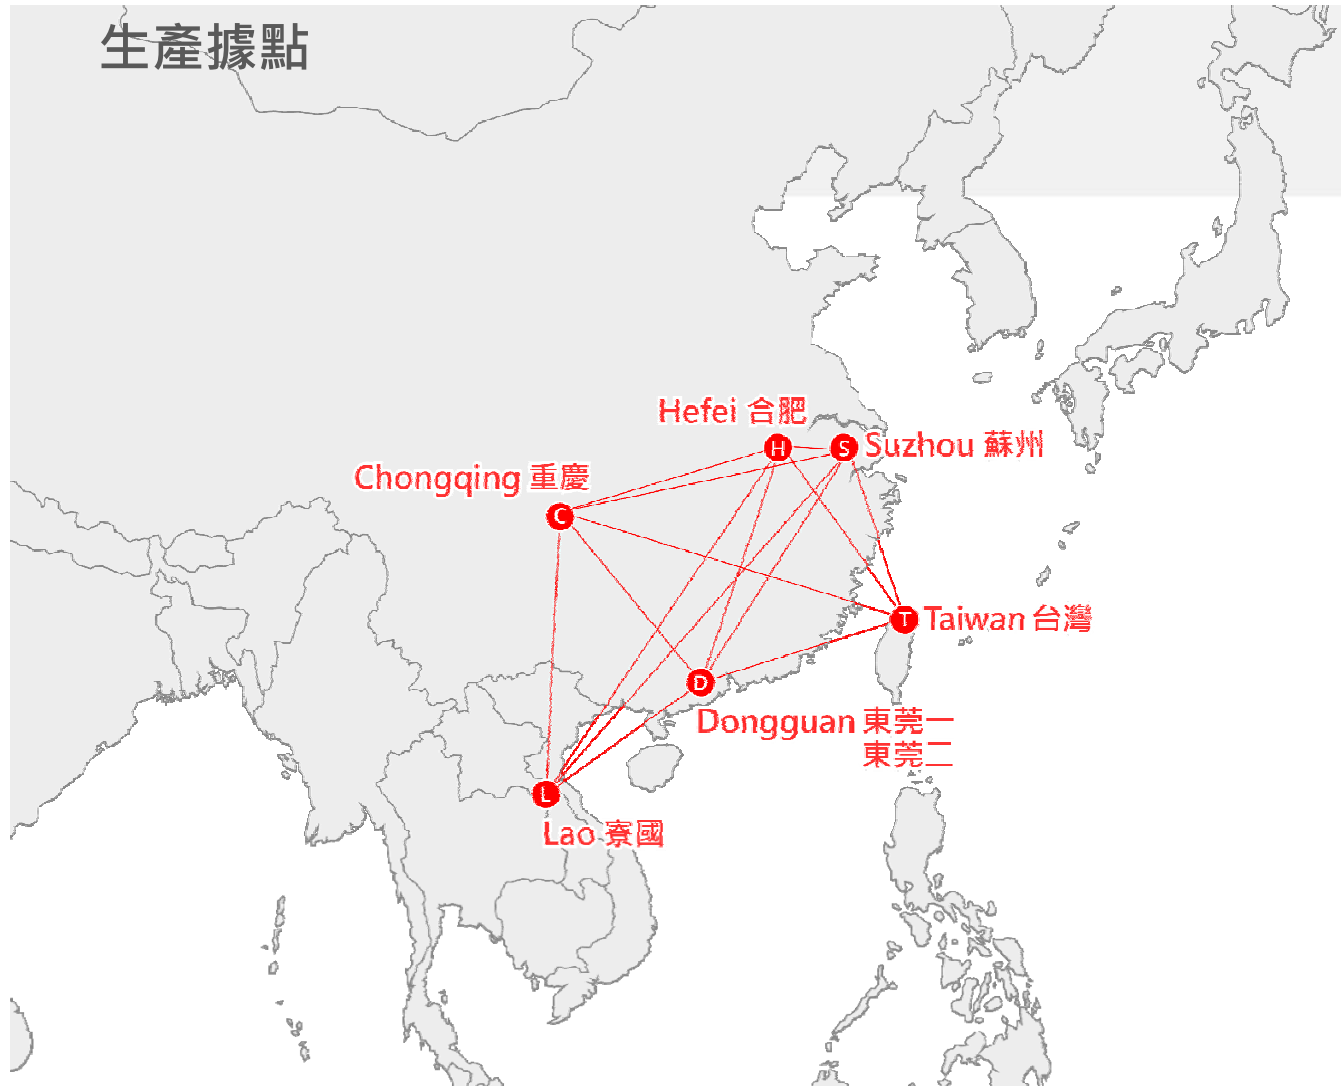 生產據點
Hefei 合肥
H
S
Suzhou 蘇州
Chongqing 重慶
C
T
Taiwan 台灣
D
Dongguan 東莞一
東莞二
L
Lao 寮國